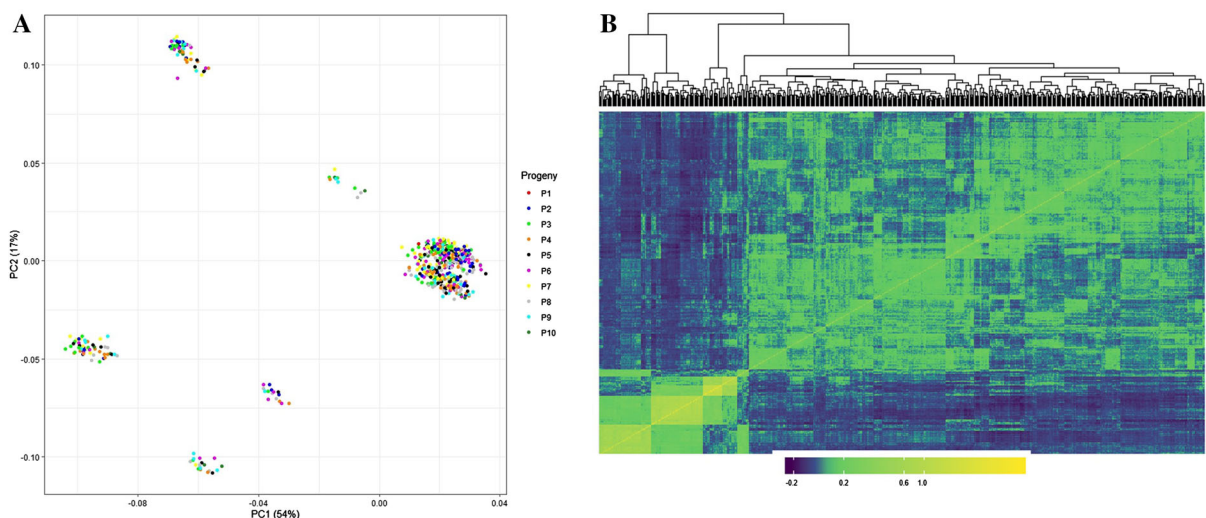 A
B
0.10
0.05
0.00
-0.05
-0.10
PC2 (17%)
-0.08
-0.04
0.00
0.04
PC1 (54%)
Progeny
P1
P2
P3
P4
P5
P6
P7
P8
P9
P10
-0.2 0.2 0.6 1.0